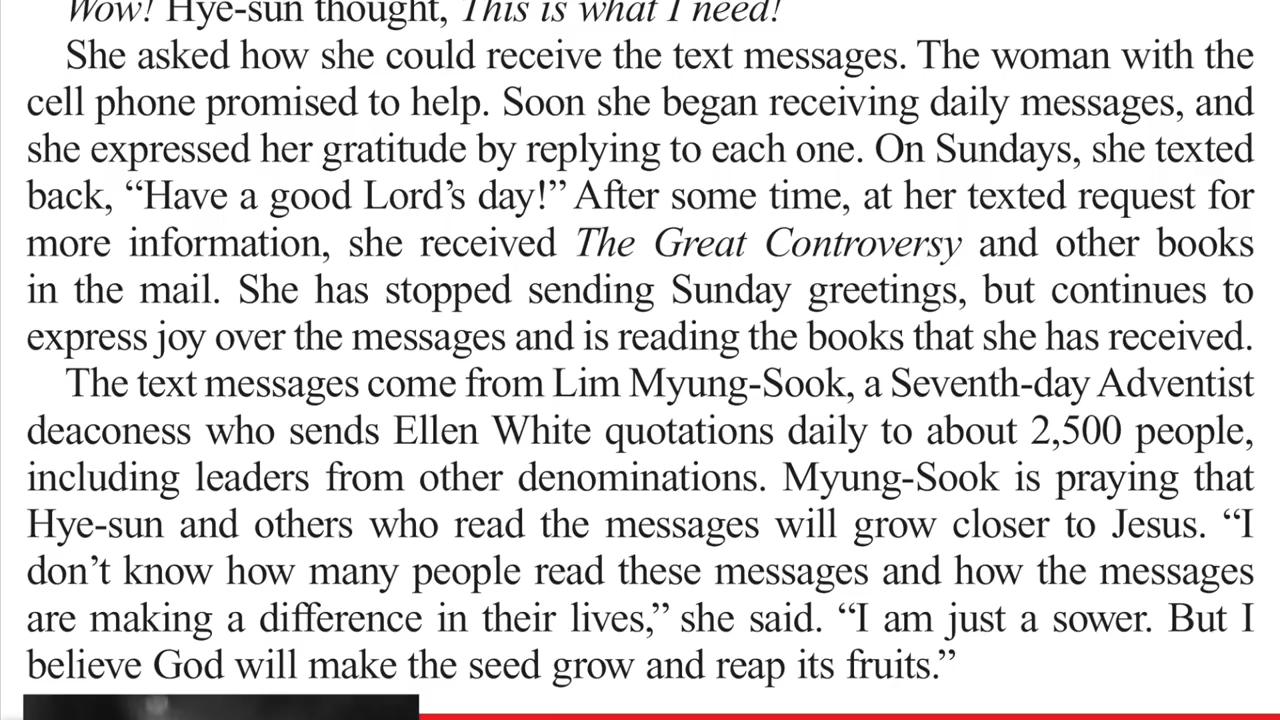 Wow! Hye-sun thought, This is what I need!
She asked how she could receive the text messages. The woman with the
cell phone promised to help. Soon she began receiving daily messages, and
she expressed her gratitude by replying to each one. On Sundays, she texted
back, “Have a good Lord’s day!” After some time, at her texted request for
more information, she received The Great Controversy and other books
in the mail. She has stopped sending Sunday greetings, but continues to
express joy over the messages and is reading the books that she has received.
The text messages come from Lim Myung-Sook, a Seventh-day Adventist
deaconess who sends Ellen White quotations daily to about 2,500 people,
including leaders from other denominations. Myung-Sook is praying that
Hye-sun and others who read the messages will grow closer to Jesus. “I
don’t know how many people read these messages and how the messages
are making a difference in their lives,” she said. “I am just a sower. But I
believe God will make the seed grow and reap its fruits.”